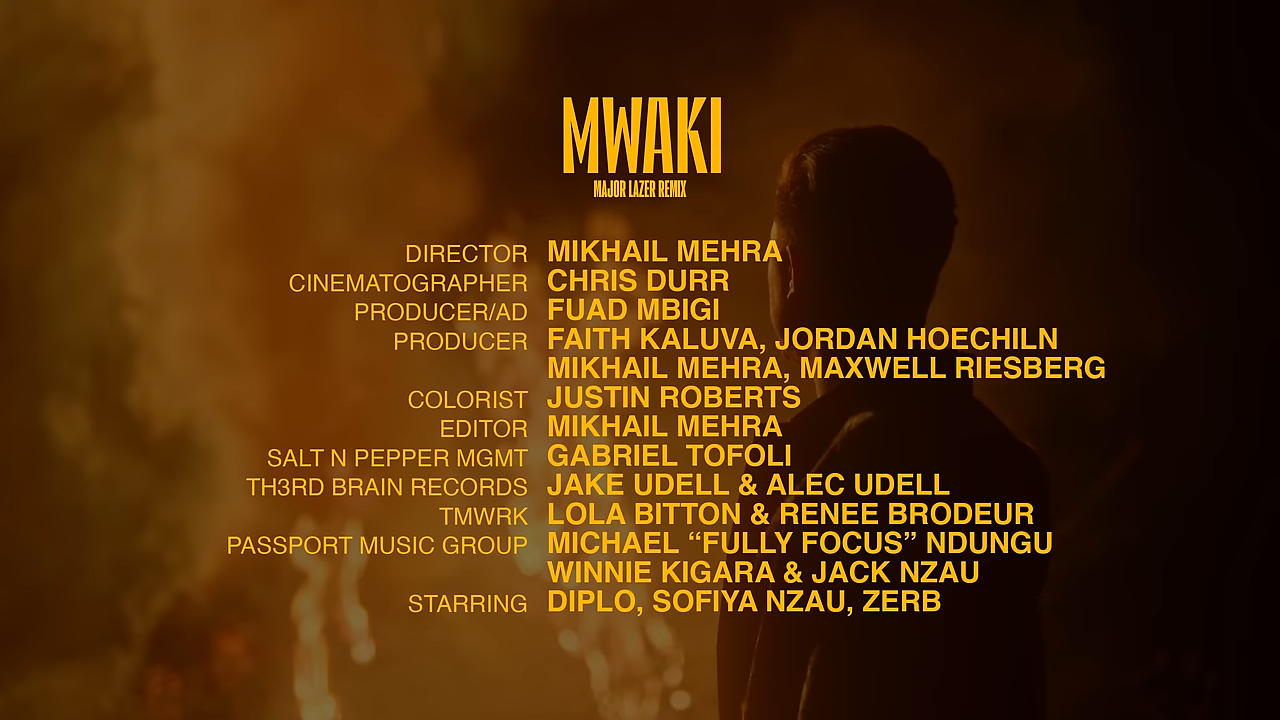 MWAKI
MAJOR LAZER REMIX
DIRECTOR MIKHAIL MEHRA
CINEMATOGRAPHER CHRIS DURR
PRODUCER/AD FUAD MBIGI
PRODUCER FAITH KALUVA, JORDAN HOECHILN
MIKHAIL MEHRA, MAXWELL RIESBERG
COLORIST JUSTIN ROBERTS
EDITOR MIKHAIL MEHRA
SALT N PEPPER MGMT GABRIEL TOFOLI
TH3RD BRAIN RECORDS JAKE UDELL & ALEC UDELL
TMWRK LOLA BITTON & RENEE BRODEUR
PASSPORT MUSIC GROUP MICHAEL “FULLY FOCUS” NDUNGU
WINNIE KIGARA & JACK NZAU
STARRING DIPLO, SOFIYA NZAU, ZERB